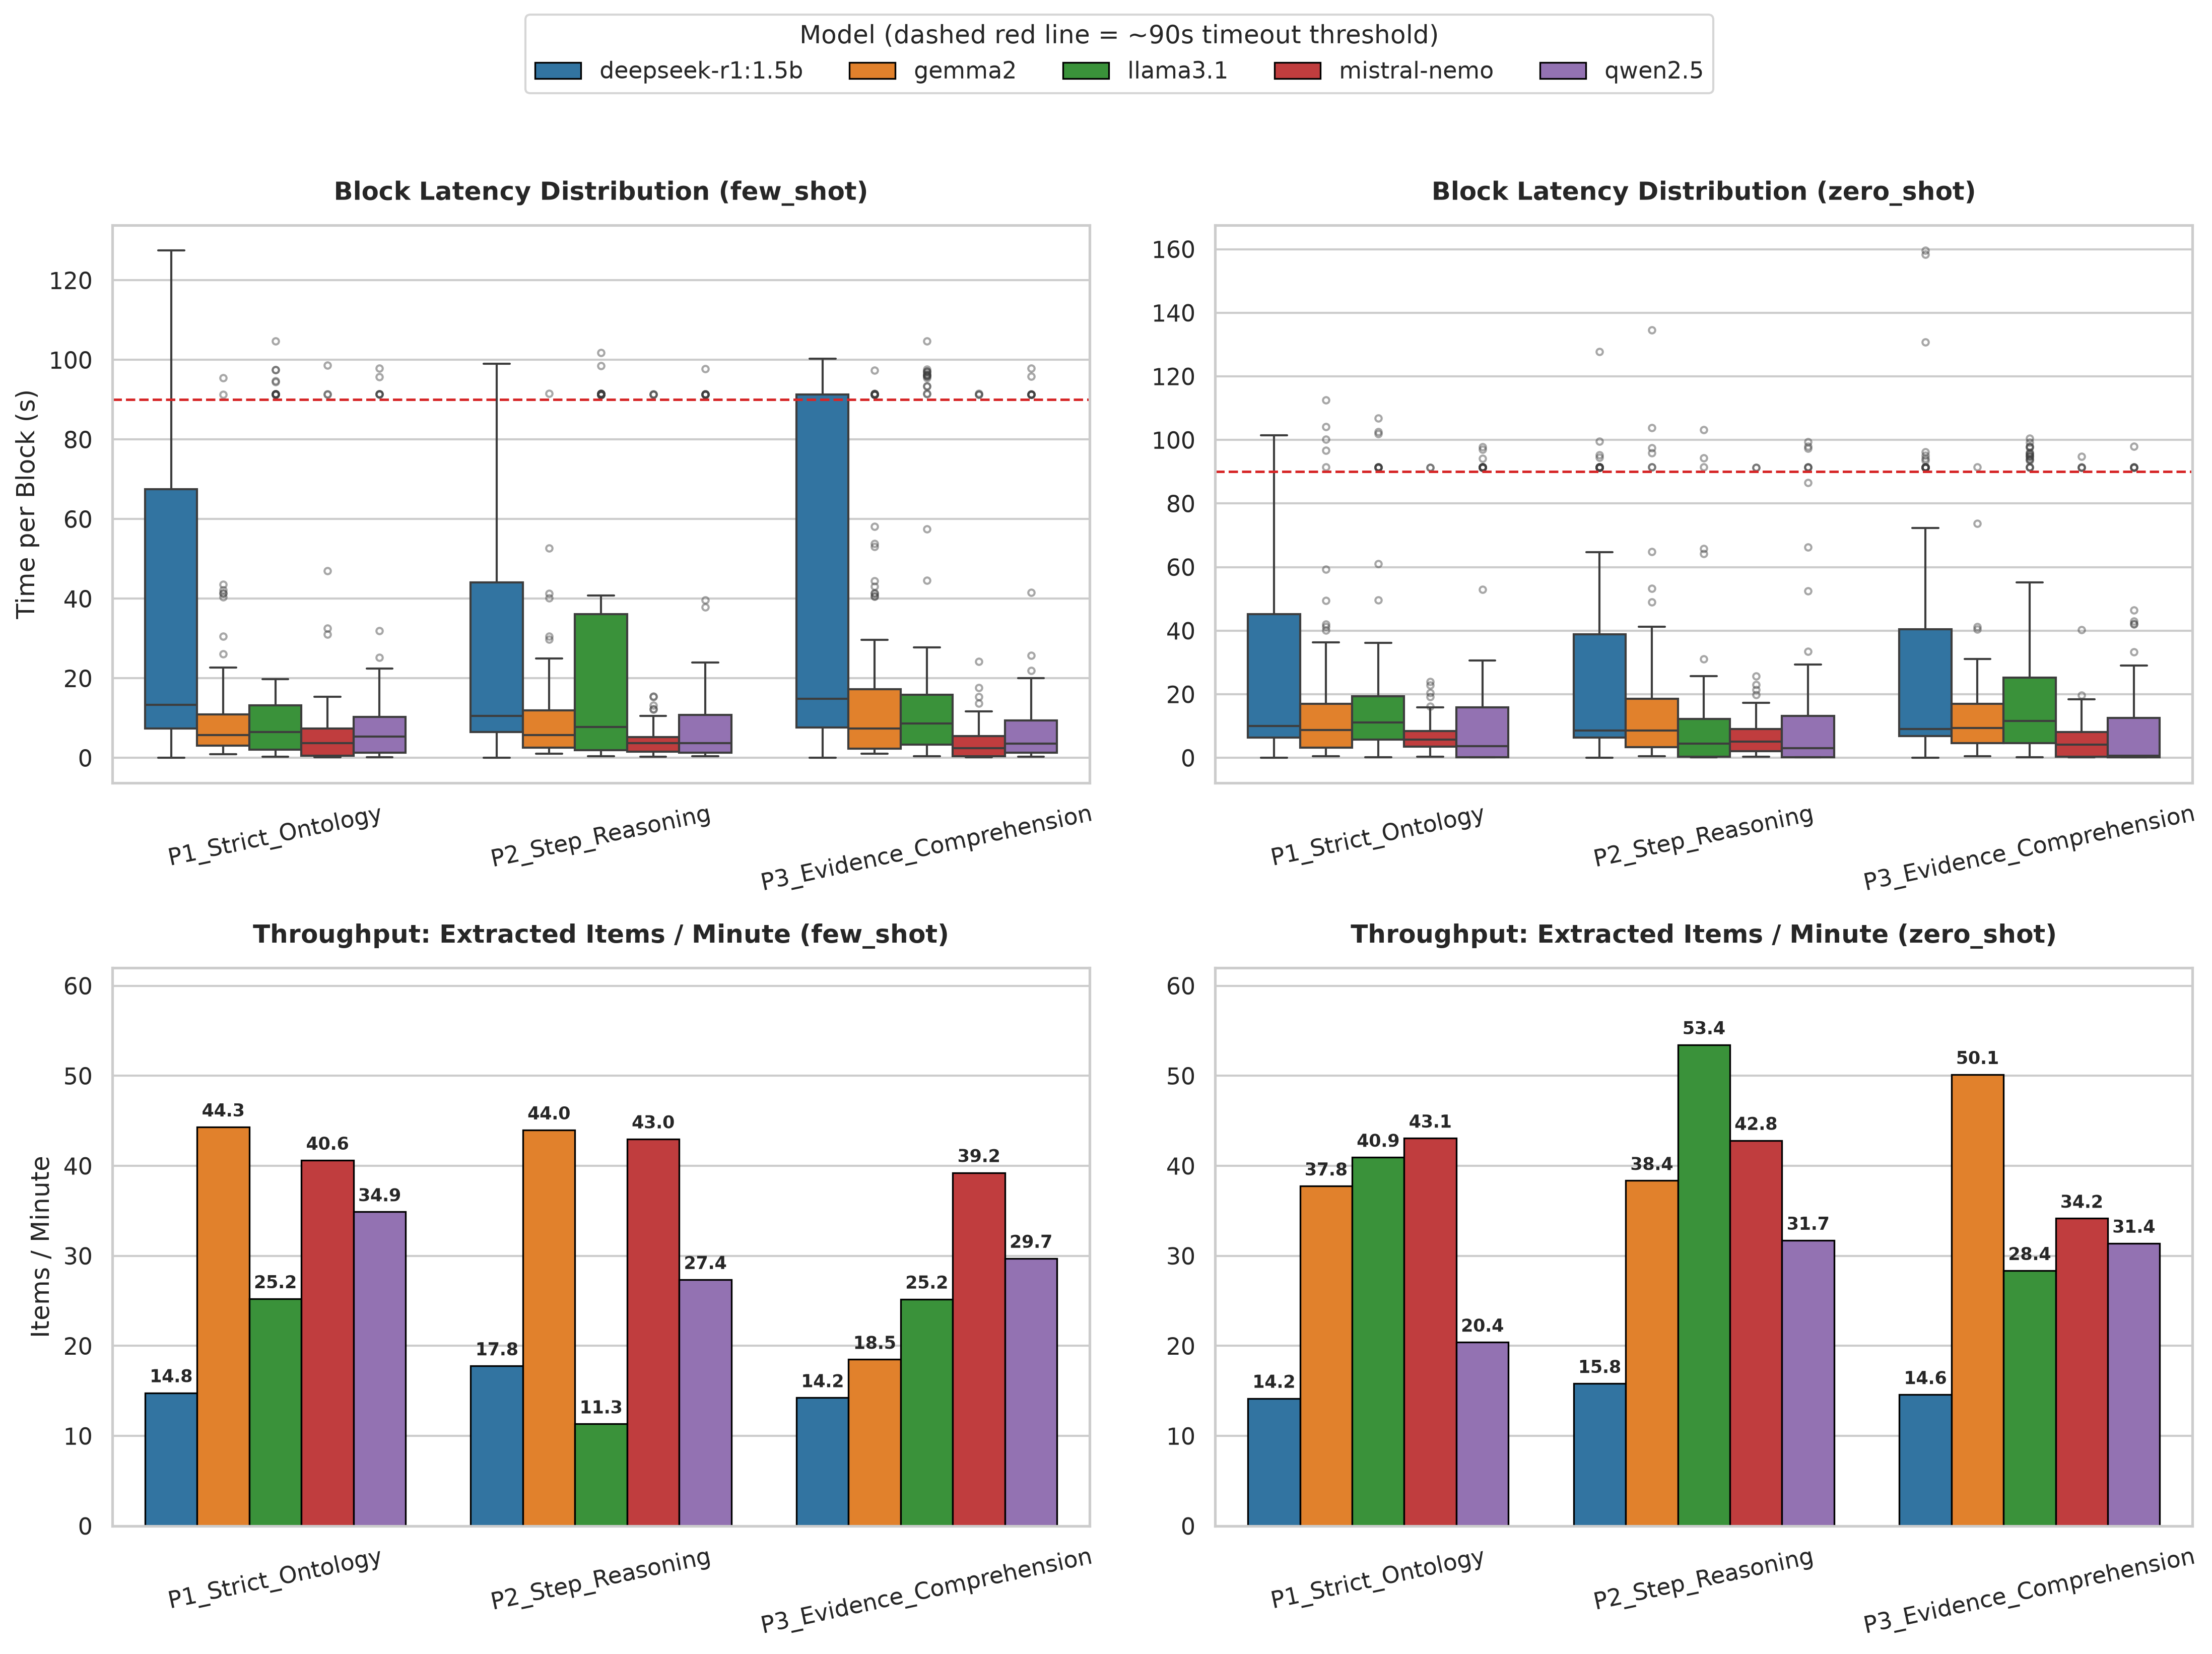 Model (dashed red line = ~90s timeout threshold)
deepseek-r1:1.5b gemma2 llama3.1 mistral-nemo qwen2.5
Block Latency Distribution (few_shot)
Time per Block (s)
120
100
80
60
40
20
0
P1_Strict_Ontology P2_Step_Reasoning P3_Evidence_Comprehension
Block Latency Distribution (zero_shot)
160
140
120
100
80
60
40
20
0
P1_Strict_Ontology P2_Step_Reasoning P3_Evidence_Comprehension
Throughput: Extracted Items / Minute (few_shot)
Items / Minute
60
50
40
30
20
10
0
14.8 44.3 25.2 40.6 34.9
17.8 44.0 11.3 43.0 27.4
14.2 18.5 25.2 39.2 29.7
P1_Strict_Ontology P2_Step_Reasoning P3_Evidence_Comprehension
Throughput: Extracted Items / Minute (zero_shot)
60
50
40
30
20
10
0
14.2 37.8 40.9 43.1 20.4
15.8 38.4 53.4 42.8 31.7
14.6 50.1 28.4 34.2 31.4
P1_Strict_Ontology P2_Step_Reasoning P3_Evidence_Comprehension